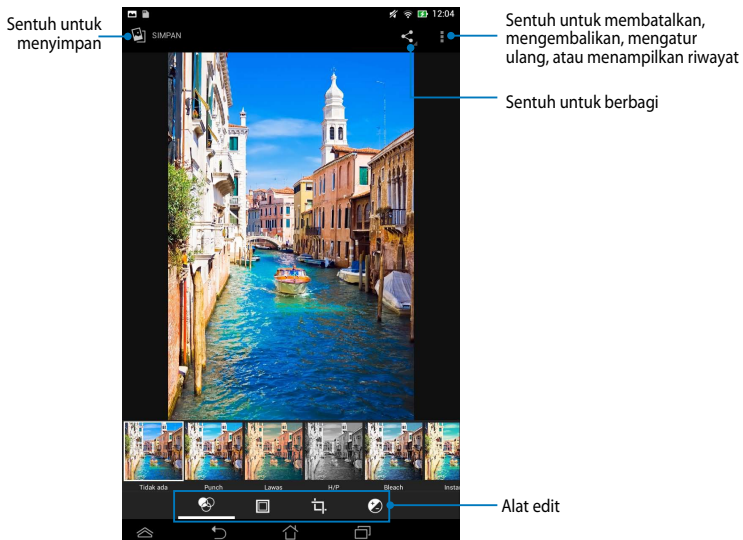 Sentuh untuk
menyimpan
12:04
SIMPAN
Sentuh untuk membatalkan,
mengembalikan, mengatur
ulang, atau menampilkan riwayat
Sentuh untuk berbagi
Tidak ada
Punch
Lawas
H/P
Bleach
Insta
Alat edit